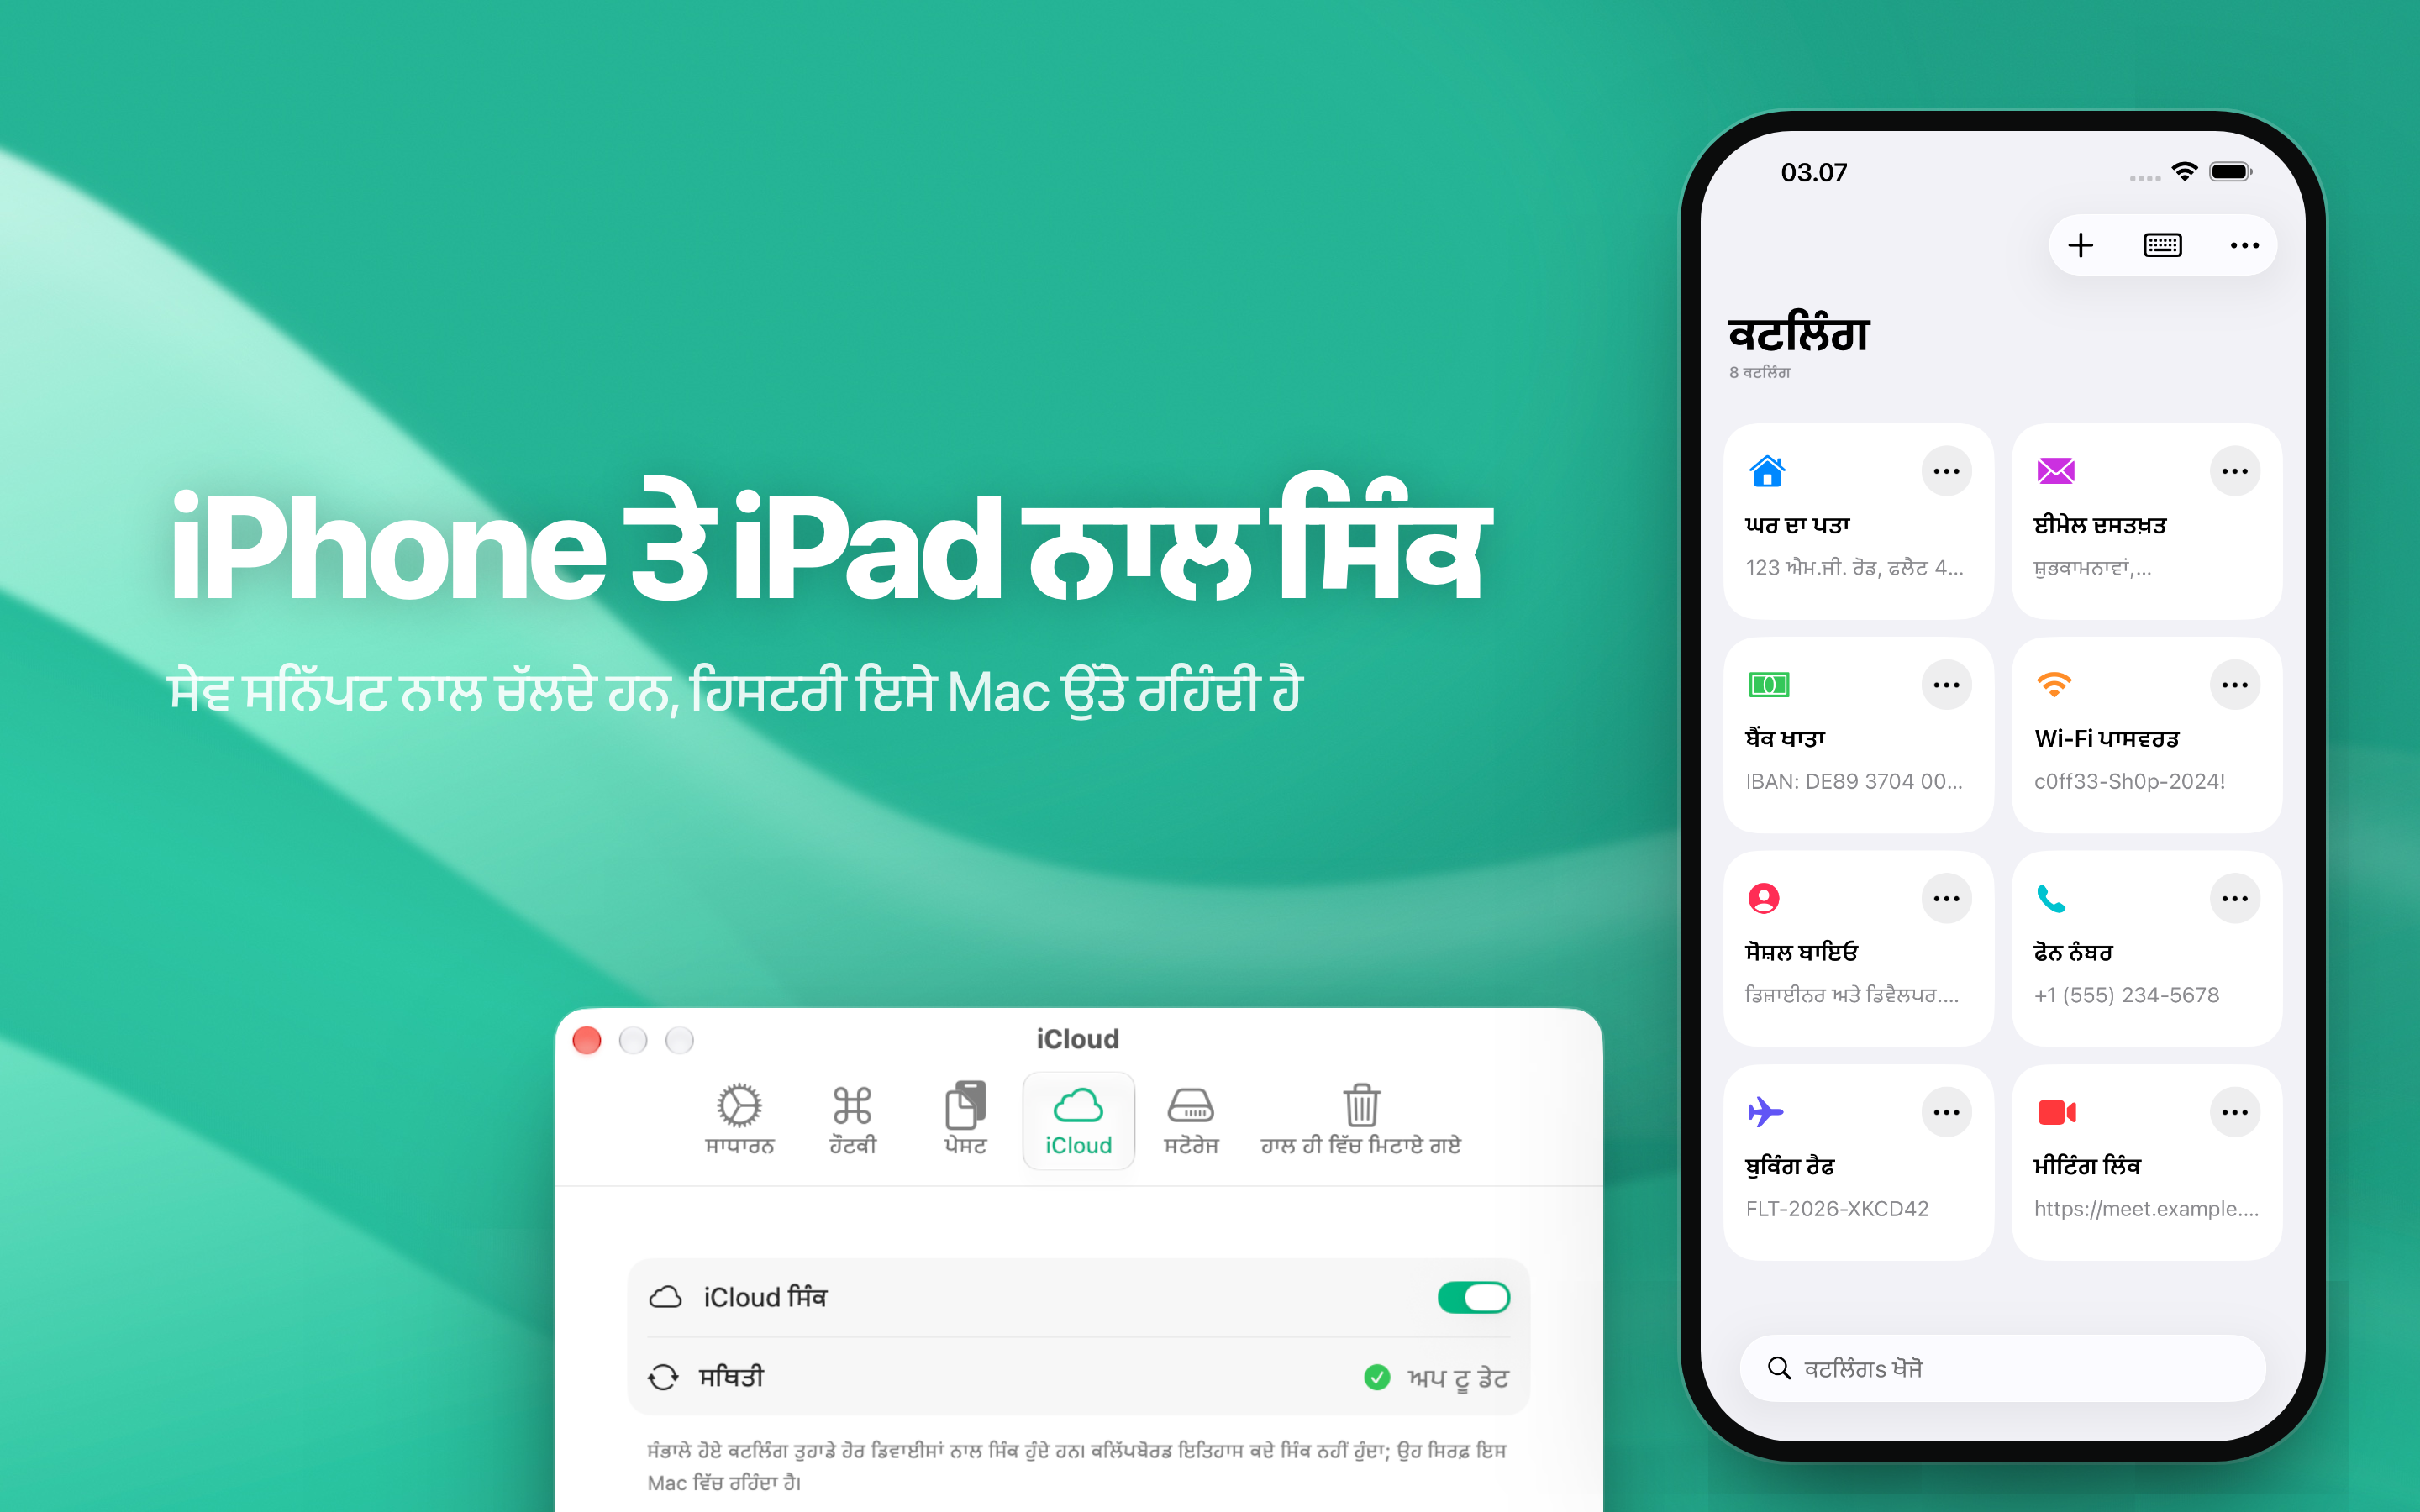 iPhone ਤੇ iPad ਨਾਲ ਸਿੰਕ
ਸੇਵ ਸਨਿੱਪਟ ਨਾਲ ਚੱਲਦੇ ਹਨ, ਹਿਸਟਰੀ ਇਸੇ Mac ਉੱਤੇ ਰਹਿੰਦੀ ਹੈ
iCloud
ਸਾਧਾਰਨ
ਹੌਟਕੀ
ਪੇਸਟ
iCloud
ਸਟੋਰੇਜ
ਹਾਲ ਹੀ ਵਿੱਚ ਮਿਟਾਏ ਗਏ
iCloud ਸਿੰਕ
ਸਥਿਤੀ
ਅਪ ਟੂ ਡੇਟ
ਸੰਭਾਲੇ ਹੋਏ ਕਟਲਿੰਗ ਤੁਹਾਡੇ ਹੋਰ ਡਿਵਾਈਸਾਂ ਨਾਲ ਸਿੰਕ ਹੁੰਦੇ ਹਨ। ਕਲਿੱਪਬੋਰਡ ਇਤਿਹਾਸ ਕਦੇ ਸਿੰਕ ਨਹੀਂ ਹੁੰਦਾ; ਉਹ ਸਿਰਫ਼ ਇਸ
Mac ਵਿੱਚ ਰਹਿੰਦਾ ਹੈ।
03.07
ਕਟਲਿੰਗ
8 ਕਟਲਿੰਗ
ਘਰ ਦਾ ਪਤਾ
123 ਐਮ.ਜੀ. ਰੋਡ, ਫਲੈਟ 4...
ਈਮੇਲ ਦਸਤਖ਼ਤ
ਸ਼ੁਭਕਾਮਨਾਵਾਂ,...
ਬੈਂਕ ਖਾਤਾ
IBAN: DE89 3704 00...
Wi-Fi ਪਾਸਵਰਡ
c0ff33-Sh0p-2024!
ਸੋਸ਼ਲ ਬਾਇਓ
ਡਿਜ਼ਾਈਨਰ ਅਤੇ ਡਿਵੈਲਪਰ....
ਫੋਨ ਨੰਬਰ
+1 (555) 234-5678
ਬੁਕਿੰਗ ਰੈਫ
FLT-2026-XKCD42
ਮੀਟਿੰਗ ਲਿੰਕ
https://meet.example....
ਕਟਲਿੰਗs ਖੋਜੋ